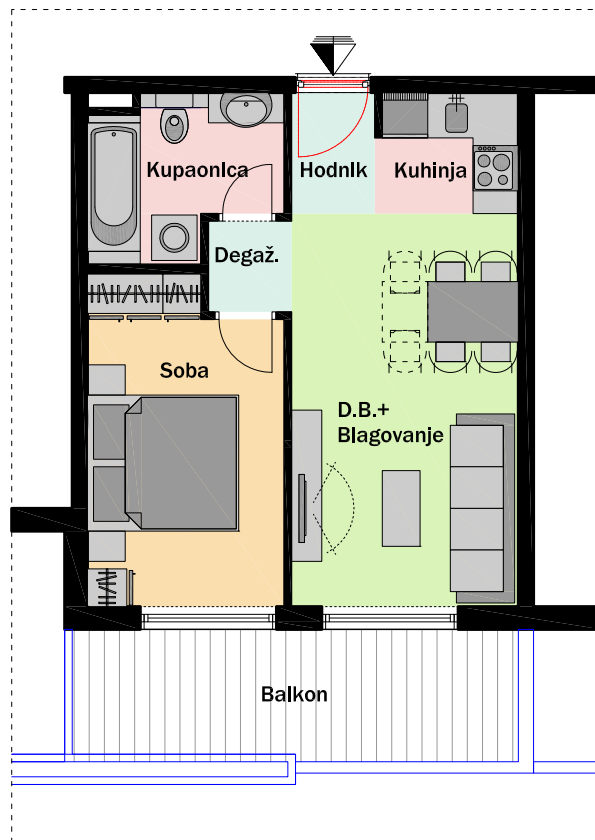 Kupaonica
Hodnik
Kuhinja
Degaž.
Soba
D.B.+
Blagovanje
Balkon